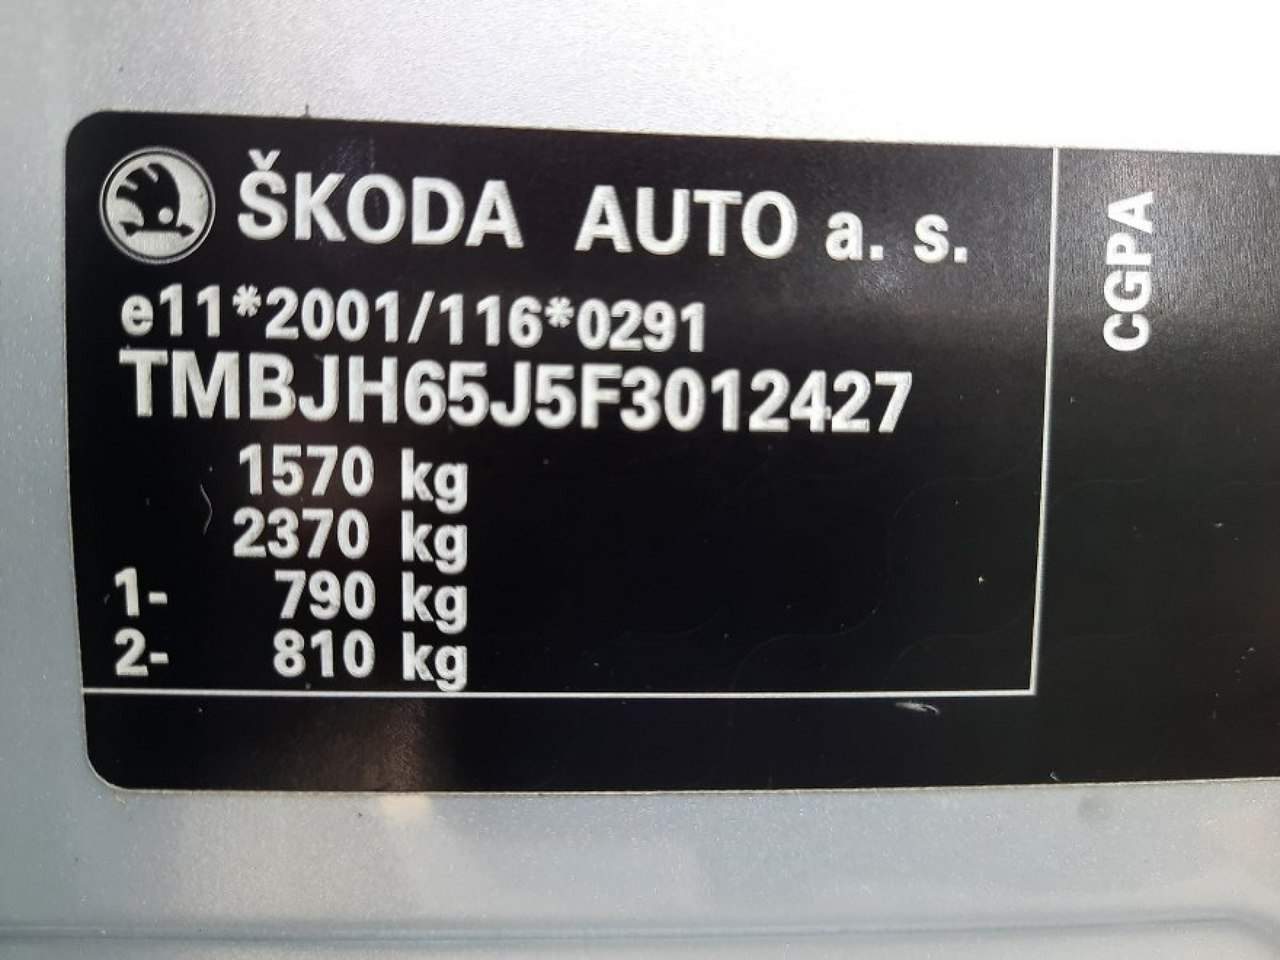 ŠKODA AUTO a. s.
e11*2001/116*0291
TMBJH65J5F3012427
1570 kg
2370 kg
1- 790 kg
2- 810 kg
CGPA